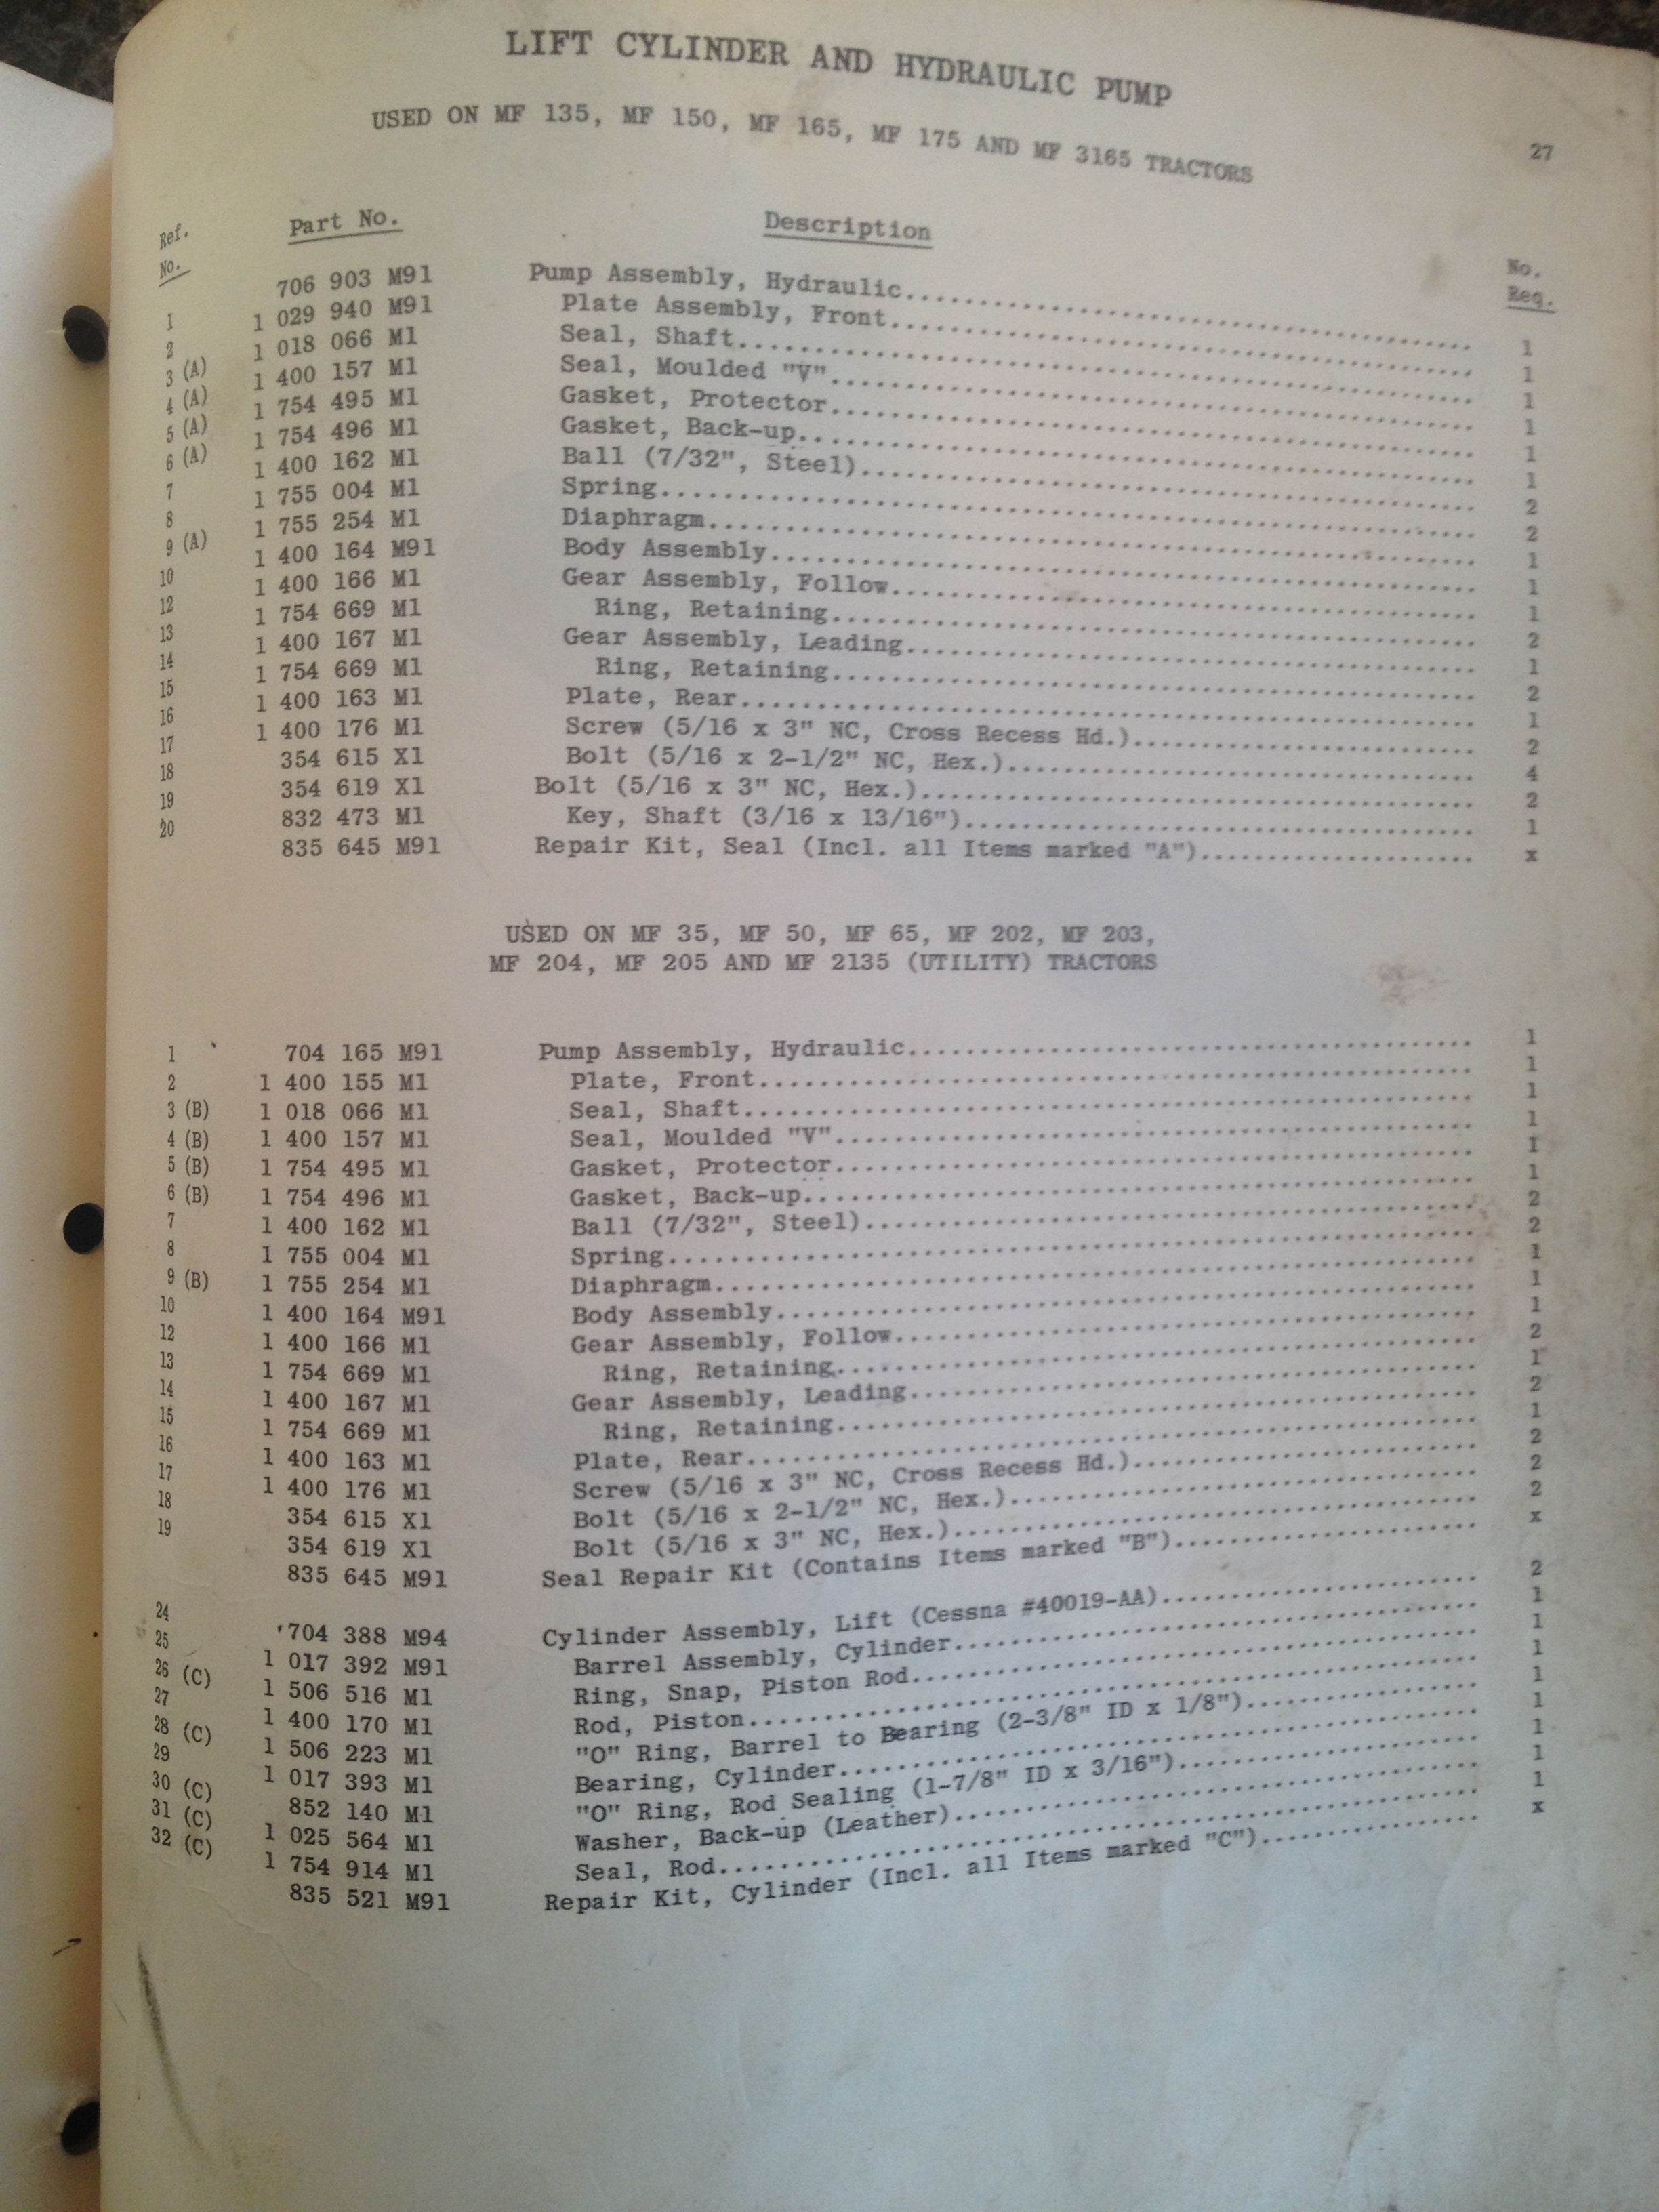 LIFT CYLINDER AND HYDRAULIC PUMP
USED ON MF 135, MF 150, MF 165, MF 175 AND MF 3165 TRACTORS
27
Ref. No. Part No. Description No. Req.
1 706 903 M91 Pump Assembly, Hydraulic 1
2 1 029 940 M91 Plate Assembly, Front 1
3 (A) 1 018 066 M1 Seal, Shaft 1
4 (A) 1 400 157 M1 Seal, Moulded "V" 1
5 (A) 1 754 495 M1 Gasket, Protector 1
6 (A) 1 754 496 M1 Gasket, Back-up 1
7 1 400 162 M1 Ball (7/32", Steel) 2
8 1 755 004 M1 Spring 2
9 (A) 1 755 254 M1 Diaphragm 1
10 1 400 164 M91 Body Assembly 1
12 1 400 166 M1 Gear Assembly, Follow 1
13 1 754 669 M1 Ring, Retaining 2
14 1 400 167 M1 Gear Assembly, Leading 1
15 1 754 669 M1 Ring, Retaining 2
16 1 400 163 M1 Plate, Rear 1
17 1 400 176 M1 Screw (5/16 x 3" NC, Cross Recess Hd.) 2
18 354 615 X1 Bolt (5/16 x 2-1/2" NC, Hex.) 4
19 354 619 X1 Bolt (5/16 x 3" NC, Hex.) 2
20 832 473 M1 Key, Shaft (3/16 x 13/16") 1
835 645 M91 Repair Kit, Seal (Incl. all Items marked "A") x
USED ON MF 35, MF 50, MF 65, MF 202, MF 203,
MF 204, MF 205 AND MF 2135 (UTILITY) TRACTORS
1 704 165 M91 Pump Assembly, Hydraulic 1
2 1 400 155 M1 Plate, Front 1
3 (B) 1 018 066 M1 Seal, Shaft 1
4 (B) 1 400 157 M1 Seal, Moulded "V" 1
5 (B) 1 754 495 M1 Gasket, Protector 1
6 (B) 1 754 496 M1 Gasket, Back-up 1
7 1 400 162 M1 Ball (7/32", Steel) 2
8 1 755 004 M1 Spring 2
9 (B) 1 755 254 M1 Diaphragm 1
10 1 400 164 M91 Body Assembly 1
12 1 400 166 M1 Gear Assembly, Follow 1
13 1 754 669 M1 Ring, Retaining 2
14 1 400 167 M1 Gear Assembly, Leading 1
15 1 754 669 M1 Ring, Retaining 2
16 1 400 163 M1 Plate, Rear 1
17 1 400 176 M1 Screw (5/16 x 3" NC, Cross Recess Hd.) 2
18 354 615 X1 Bolt (5/16 x 2-1/2" NC, Hex.) 2
19 354 619 X1 Bolt (5/16 x 3" NC, Hex.) 2
835 645 M91 Seal Repair Kit (Contains Items marked "B") x
24 704 388 M94 Cylinder Assembly, Lift (Cessna #40019-AA) 2
25 1 017 392 M91 Barrel Assembly, Cylinder 1
26 (C) 1 506 516 M1 Ring, Snap, Piston Rod 1
27 1 400 170 M1 Rod, Piston 1
28 (C) 1 506 223 M1 "O" Ring, Barrel to Bearing (2-3/8" ID x 1/8") 1
29 1 017 393 M1 Bearing, Cylinder 1
30 (C) 852 140 M1 "O" Ring, Rod Sealing (1-7/8" ID x 3/16") 1
31 (C) 1 025 564 M1 Washer, Back-up (Leather) 1
32 (C) 1 754 914 M1 Seal, Rod 1
835 521 M91 Repair Kit, Cylinder (Incl. all Items marked "C") x